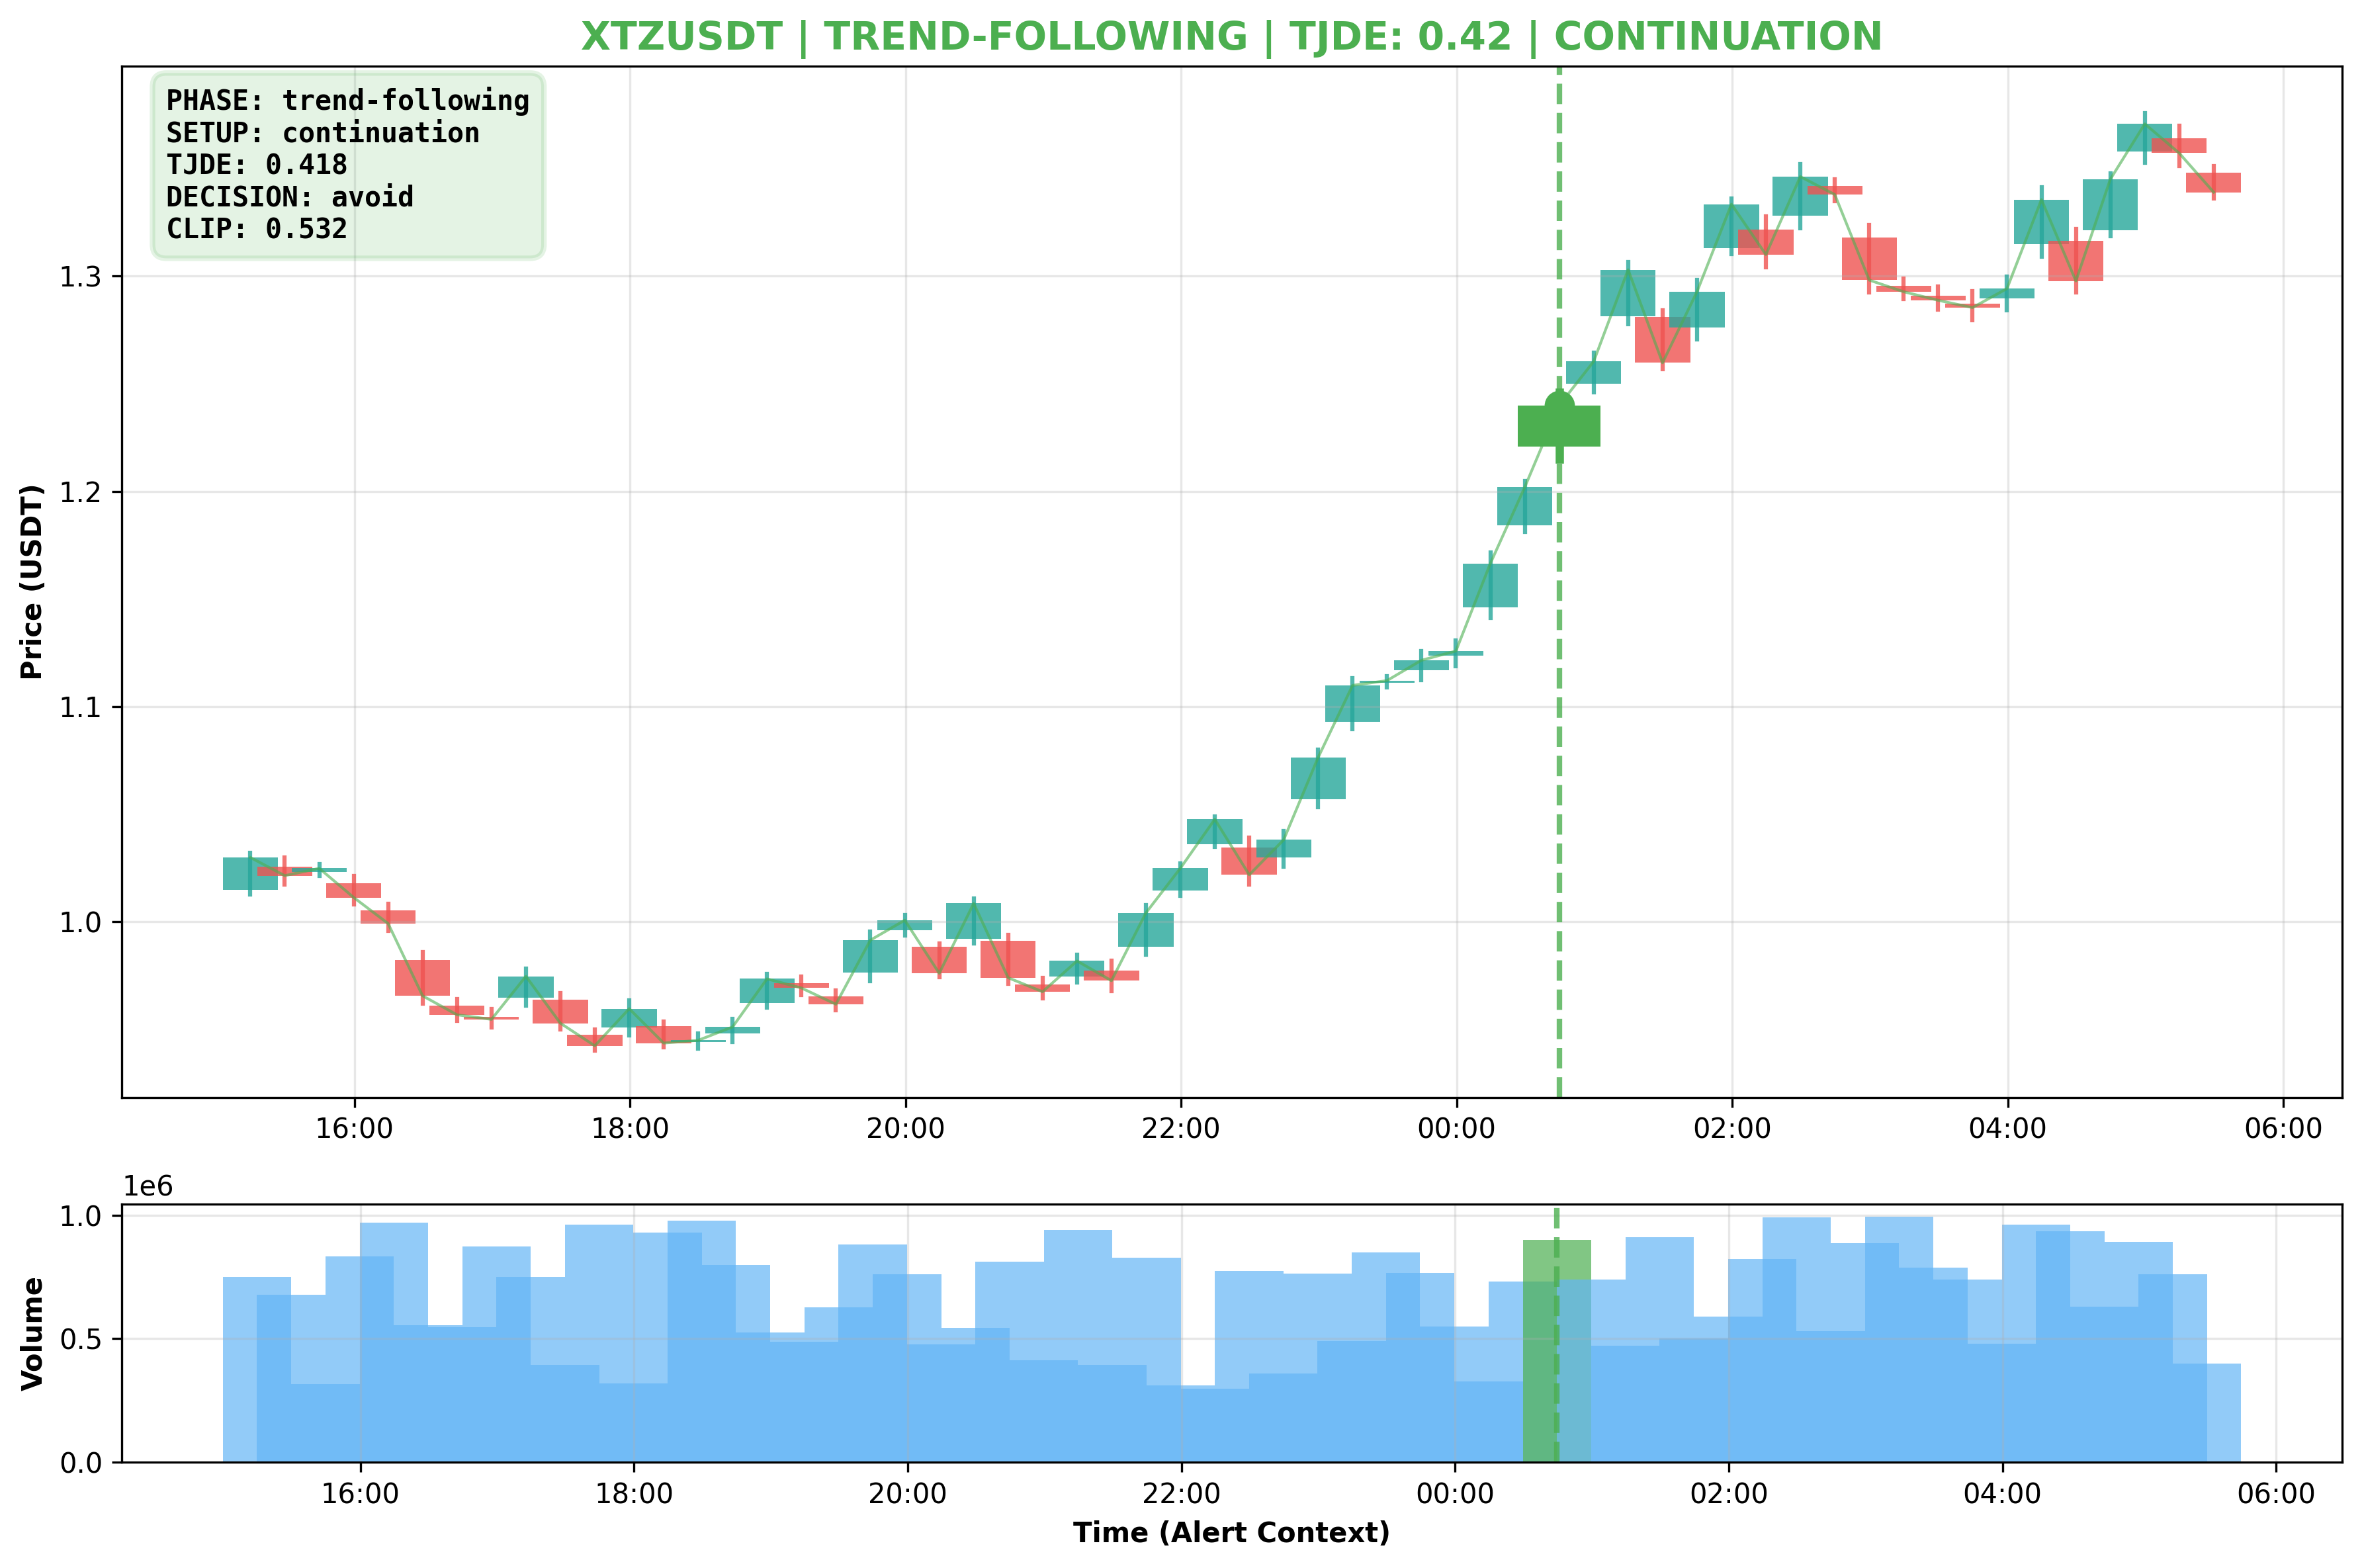 XTZUSDT | TREND-FOLLOWING | TJDE: 0.42 | CONTINUATION
PHASE: trend-following
SETUP: continuation
TJDE: 0.418
DECISION: avoid
CLIP: 0.532
Price (USDT)
1.3
1.2
1.1
1.0
16:00 18:00 20:00 22:00 00:00 02:00 04:00 06:00
1e6
Volume
1.0
0.5
0.0
16:00 18:00 20:00 22:00 00:00 02:00 04:00 06:00
Time (Alert Context)